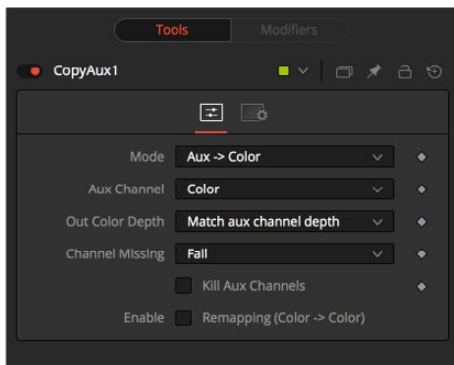 Tools Modifiers
CopyAux1
Mode Aux -> Color
Aux Channel Color
Out Color Depth Match aux channel depth
Channel Missing Fail
Kill Aux Channels
Enable Remapping (Color -> Color)